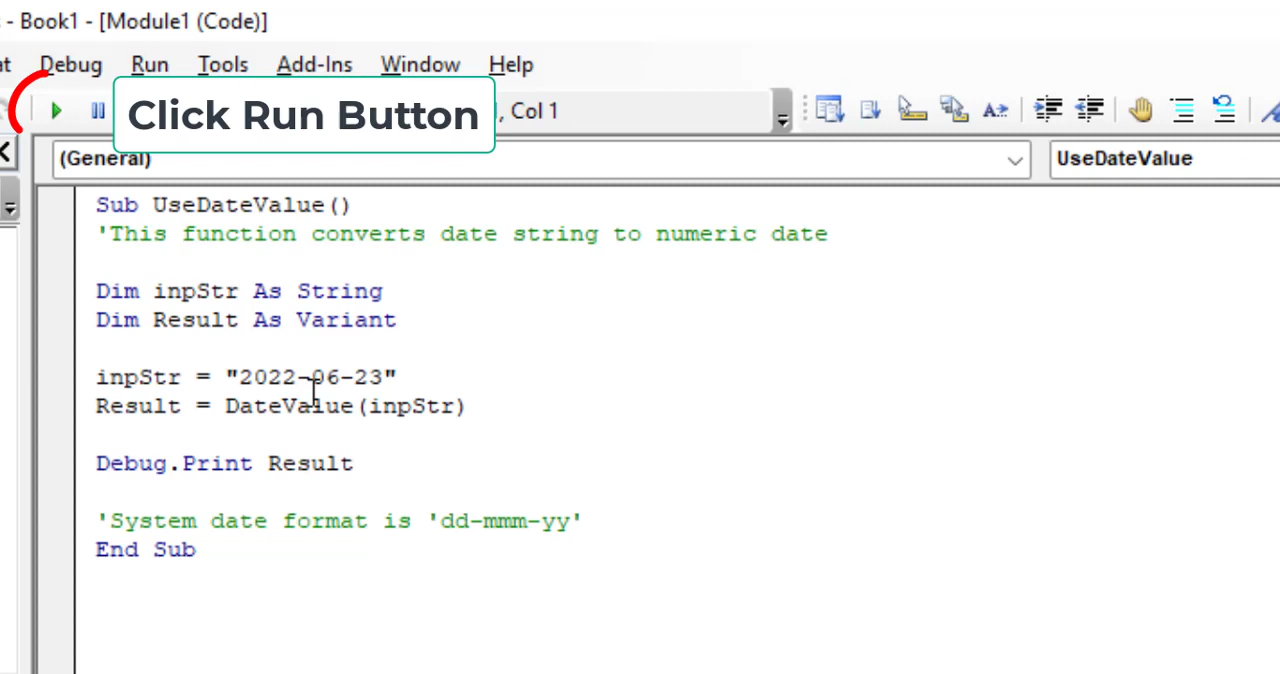 - Book1 - [Module1 (Code)]
Debug Run Tools Add-Ins Window Help
Click Run Button
, Col 1
(General)
UseDateValue
Sub UseDateValue()
'This function converts date string to numeric date
Dim inpStr As String
Dim Result As Variant
inpStr = "2022-06-23"
Result = DateValue(inpStr)
Debug.Print Result
'System date format is 'dd-mmm-yy'
End Sub